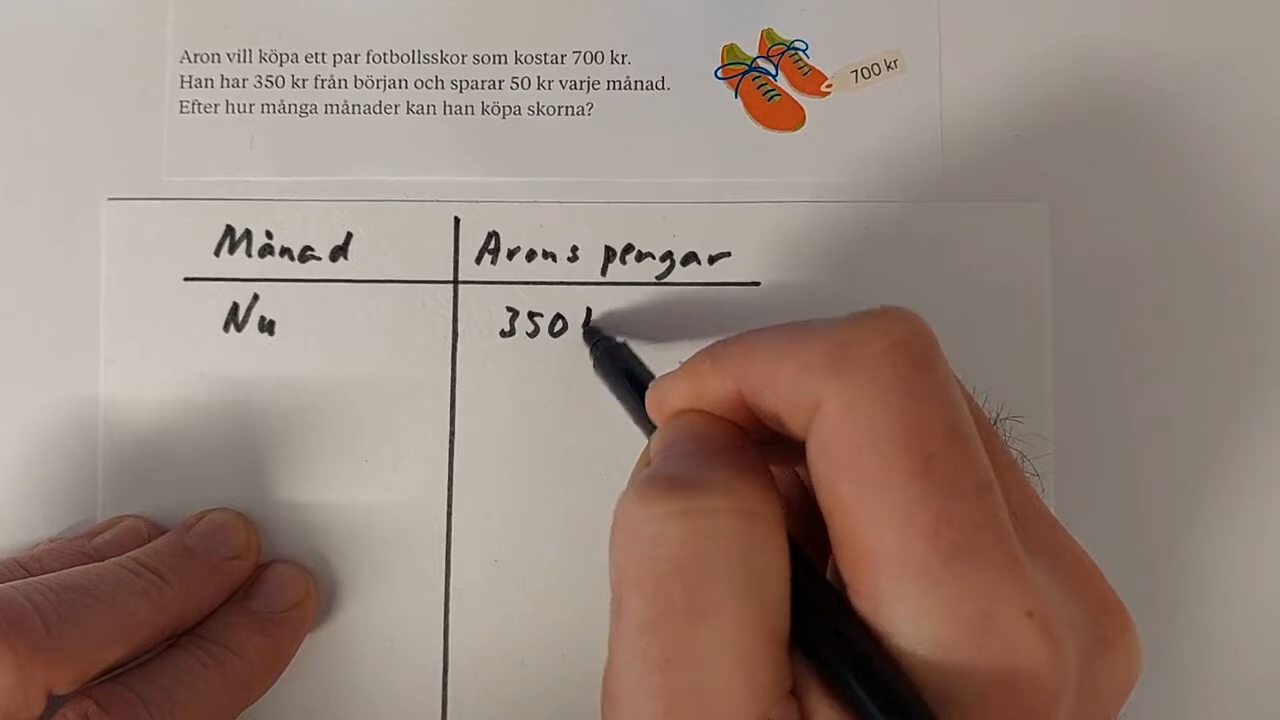 Aron vill köpa ett par fotbollsskor som kostar 700 kr.
Han har 350 kr från början och sparar 50 kr varje månad.
Efter hur många månader kan han köpa skorna?
700 kr
Månad Arons pengar
Nu 350